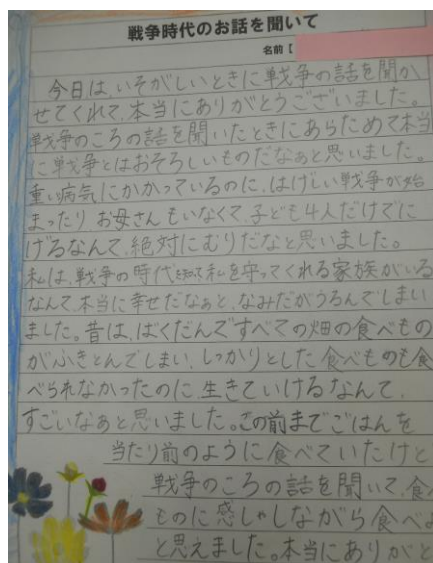 戦争時代のお話を聞いて
名前 [
今日は、いそがしいときに戦争の話を聞か
せてくれて、本当にありがとうございました。
戦争のころの話を聞いたときにあらためて本当
に戦争とはおそろしいものだなぁと思いました。
重い病気にかかっているのに、はげしい戦争が始
まったり お母さんもいなくて、子ども4人だけでに
げるなんて、絶対にむりだなと思いました。
私は、戦争の時代 私を守ってくれる家族がいる
なんて、本当に幸せだなぁと、なみだがうるんでしまい
ました。昔は、ばくだんですべての畑の食べもの
がふきとんでしまい、しっかりとした食べものも食
べられなかったのに、生きていけるなんて、
すごいなぁと思いました。この前までごはんを
当たり前のように食べていたけど
戦争のころの話を聞いて、食べ
ものに感しゃしながら食べよ
と思えました。本当にありがと